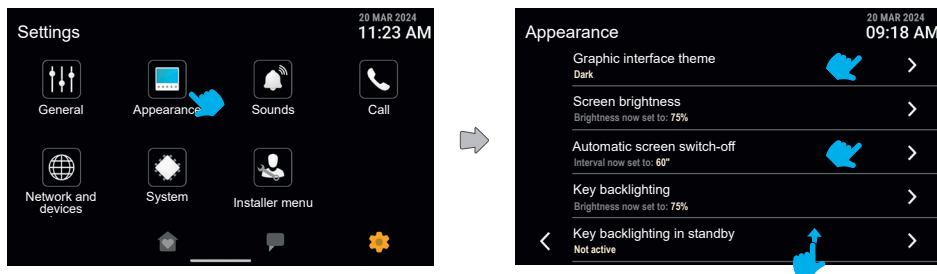 Settings
20 MAR 2024
11:23 AM
General
Appearance
Sounds
Call
Network and
devices
System
Installer menu
Appearance
20 MAR 2024
09:18 AM
Graphic interface theme
Dark
Screen brightness
Brightness now set to: 75%
Automatic screen switch-off
Interval now set to: 60"
Key backlighting
Brightness now set to: 75%
Key backlighting in standby
Not active